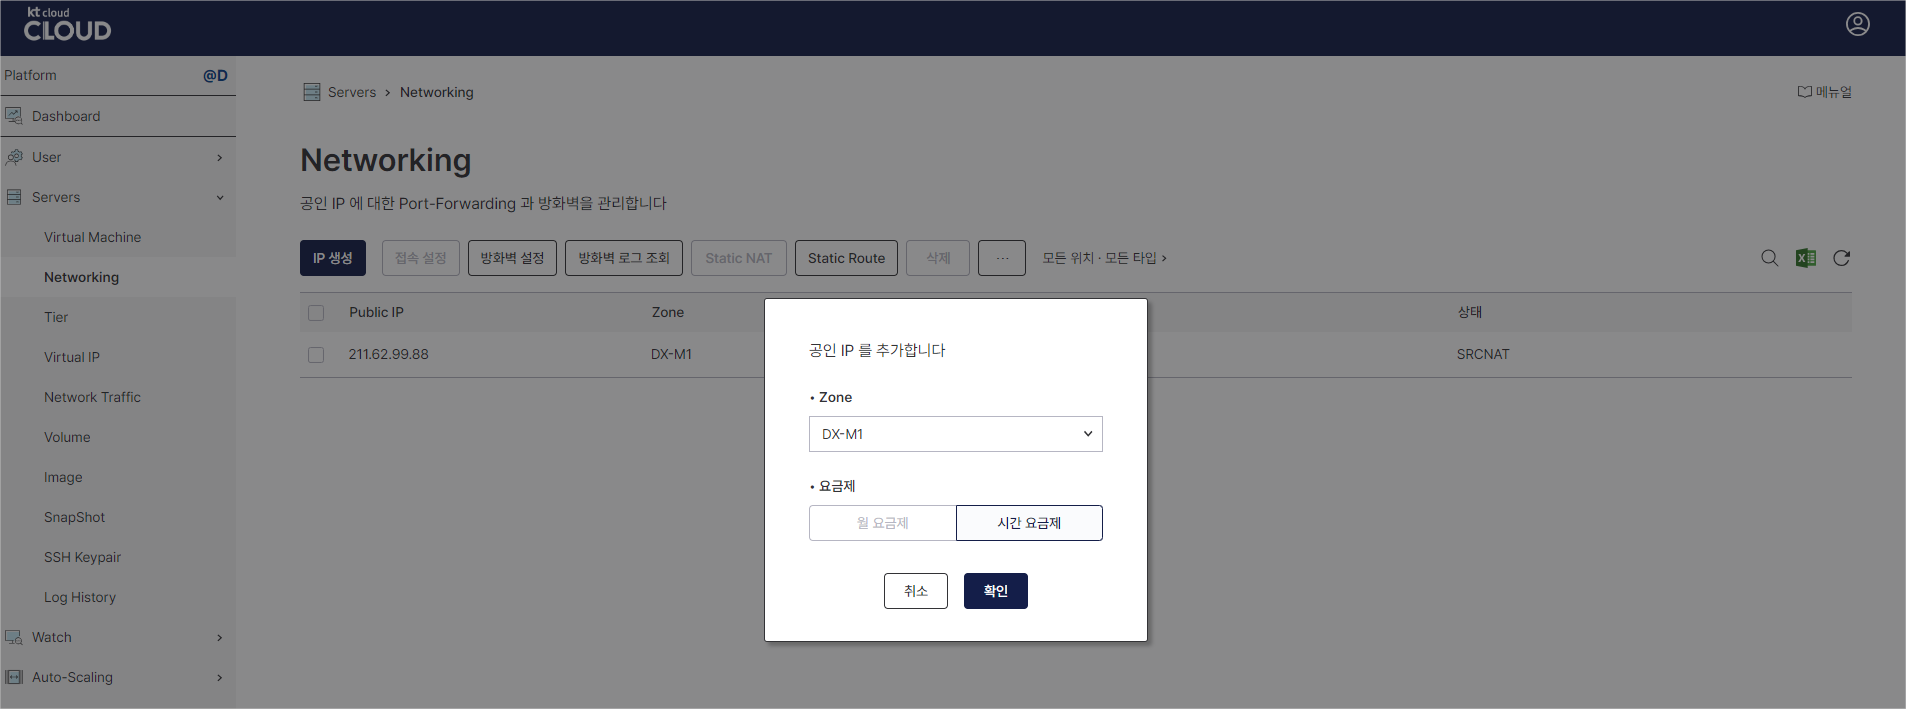 kt cloud
CLOUD
Platform
@D
Dashboard
User
Servers
Virtual Machine
Networking
Tier
Virtual IP
Network Traffic
Volume
Image
SnapShot
SSH Keypair
Log History
Watch
Auto-Scaling
Servers > Networking
메뉴얼
Networking
공인 IP 에 대한 Port-Forwarding 과 방화벽을 관리합니다
IP 생성 접속 설정 방화벽 설정 방화벽 로그 조회 Static NAT Static Route 삭제 ··· 모든 위치 · 모든 타입 >
Public IP Zone 상태
211.62.99.88 DX-M1 SRCNAT
공인 IP 를 추가합니다
• Zone
DX-M1
• 요금제
월 요금제 시간 요금제
취소 확인